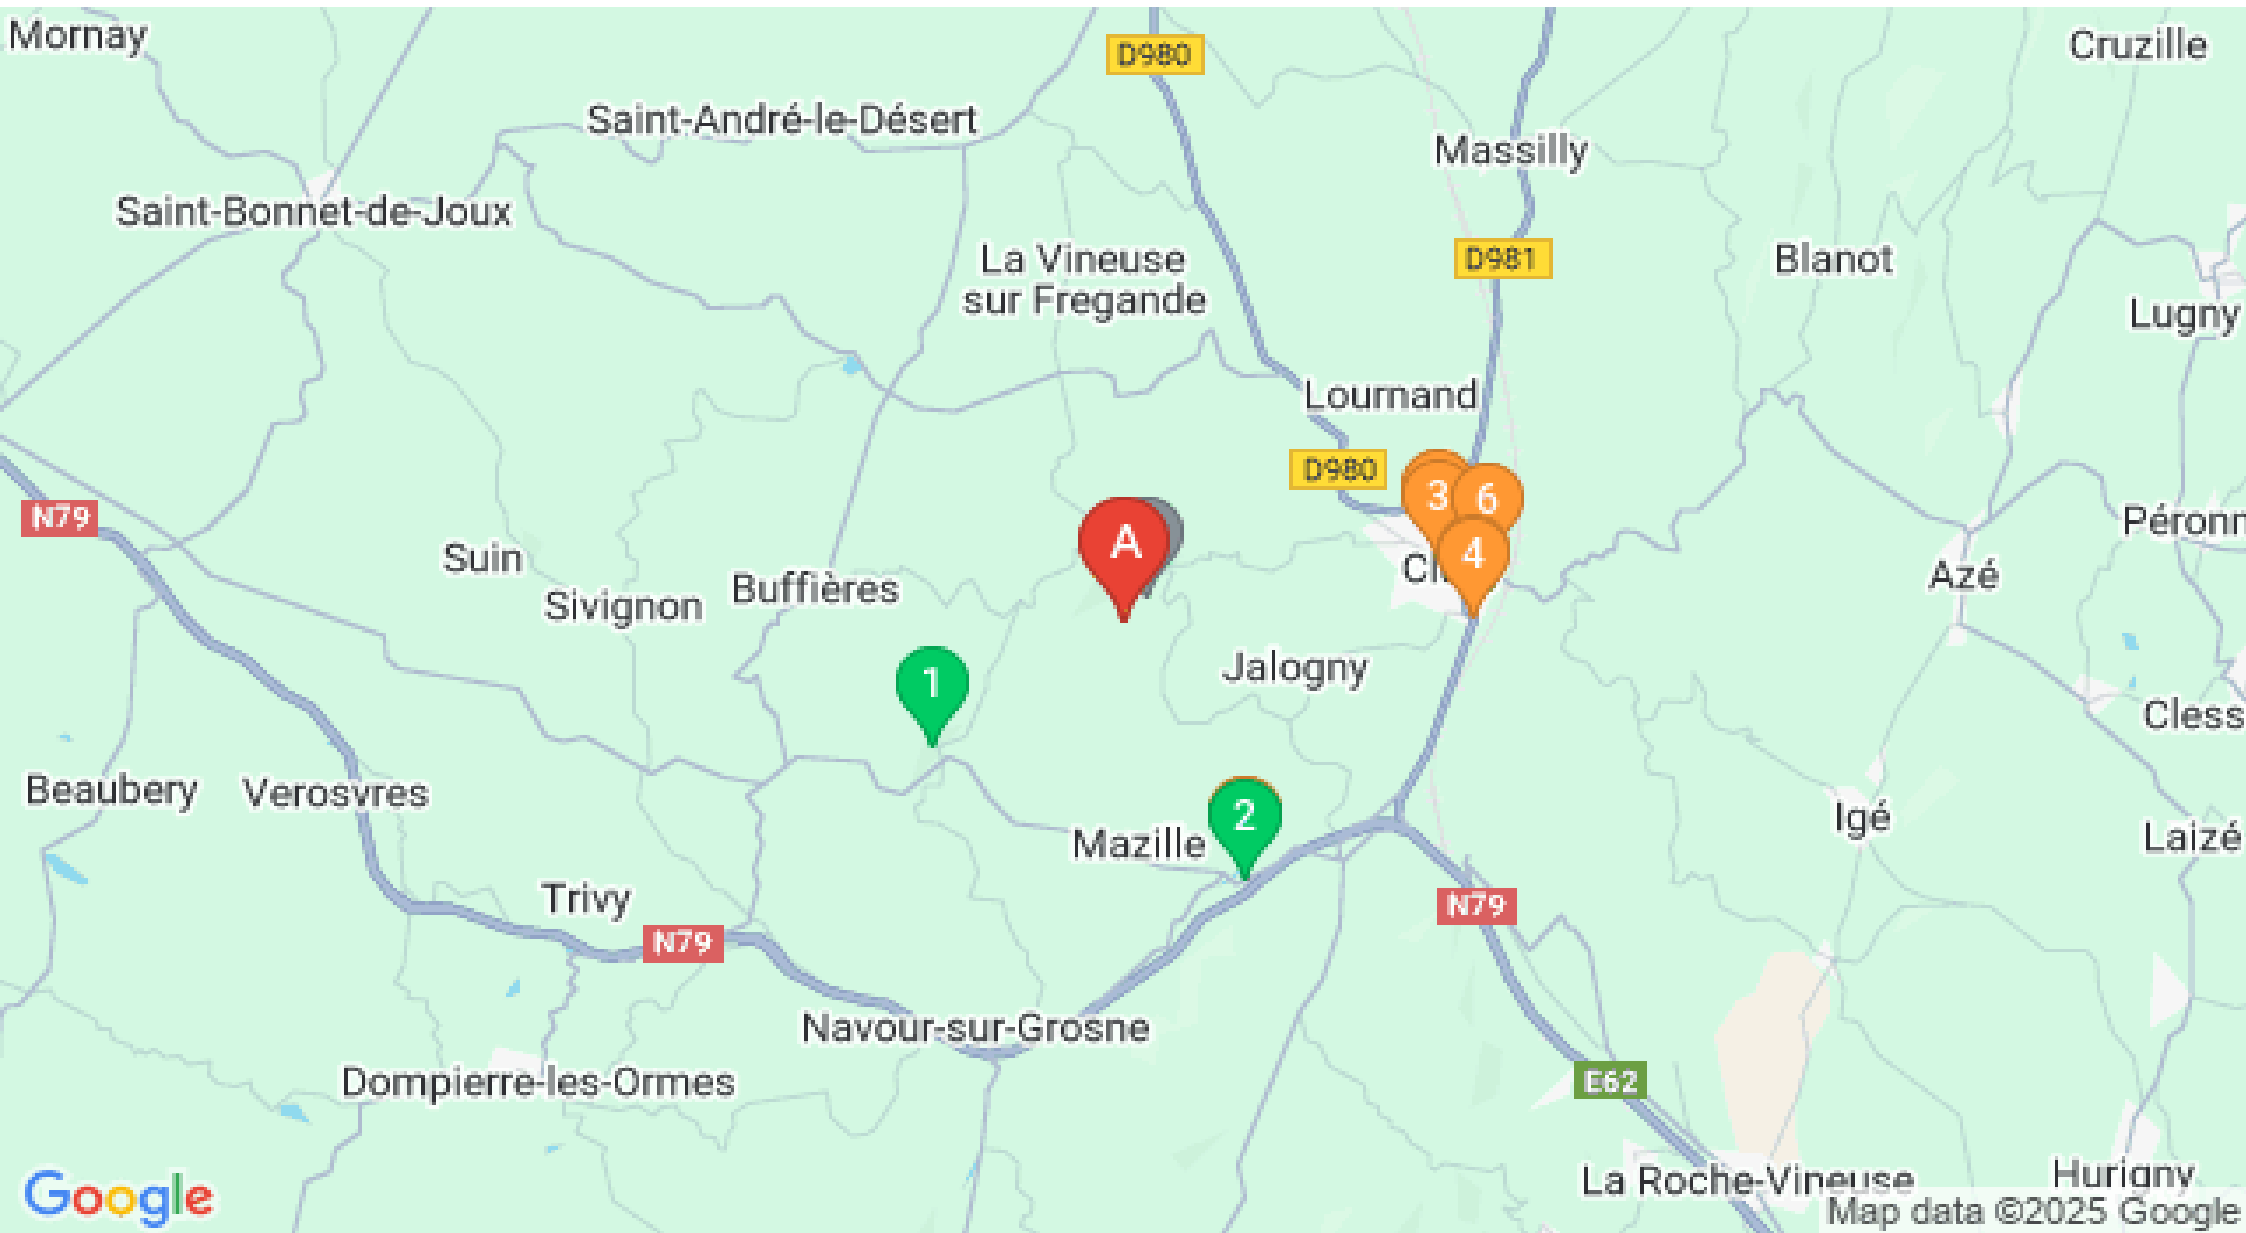 Mornay
D980
Cruzille
Saint-André-le-Désert
Massilly
Saint-Bonnet-de-Joux
La Vineuse
sur Fregande
D981
Blanot
Lugny
Lournand
D980
3
6
N79
A
Péronn
4
Suin
Buffières
Azé
Sivignon
Jalogny
1
Cless
Beaubery
Verosvres
2
Igé
Mazille
Laizé
Trivy
N79
N79
Navour-sur-Grosne
Dompierre-les-Ormes
E62
La Roche-Vineuse
Hurigny
Google
Map data ©2025 Google